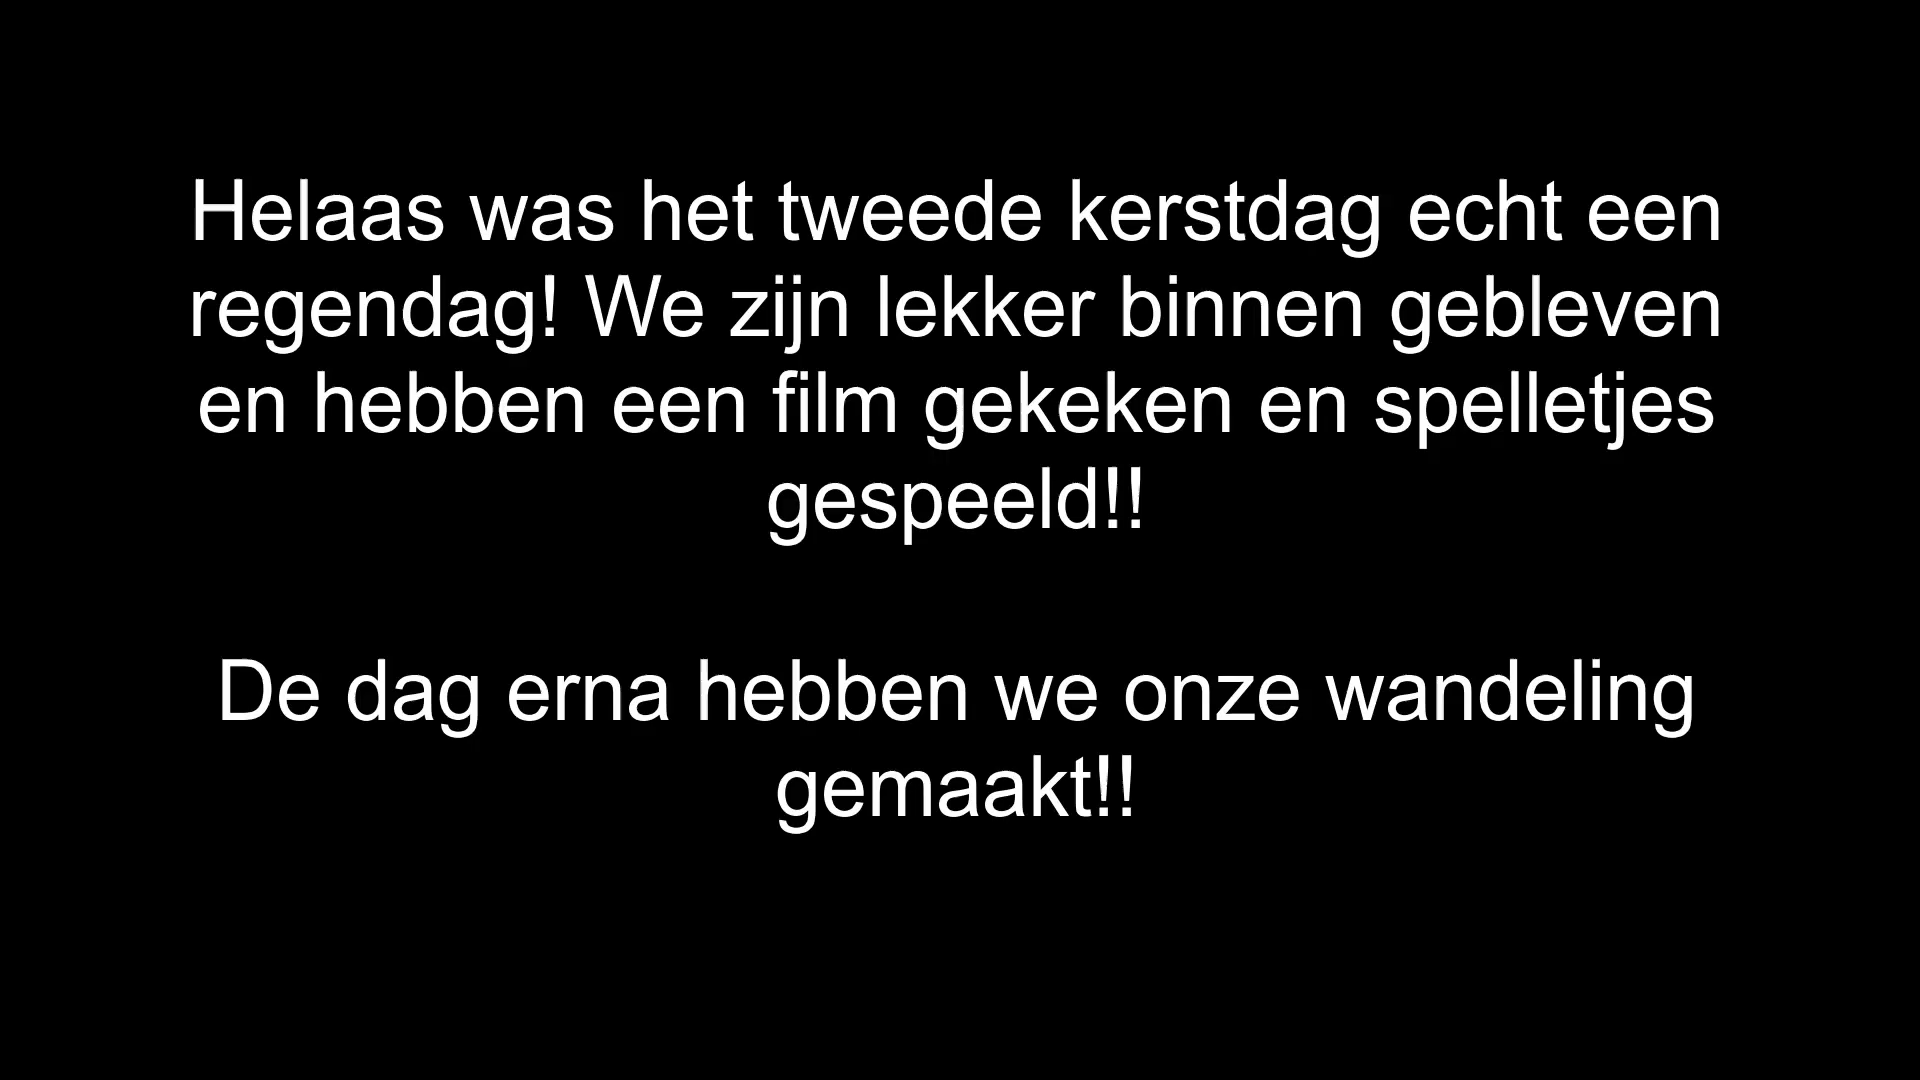 Helaas was het tweede kerstdag echt een
regendag! We zijn lekker binnen gebleven
en hebben een film gekeken en spelletjes
gespeeld!!
De dag erna hebben we onze wandeling
gemaakt!!